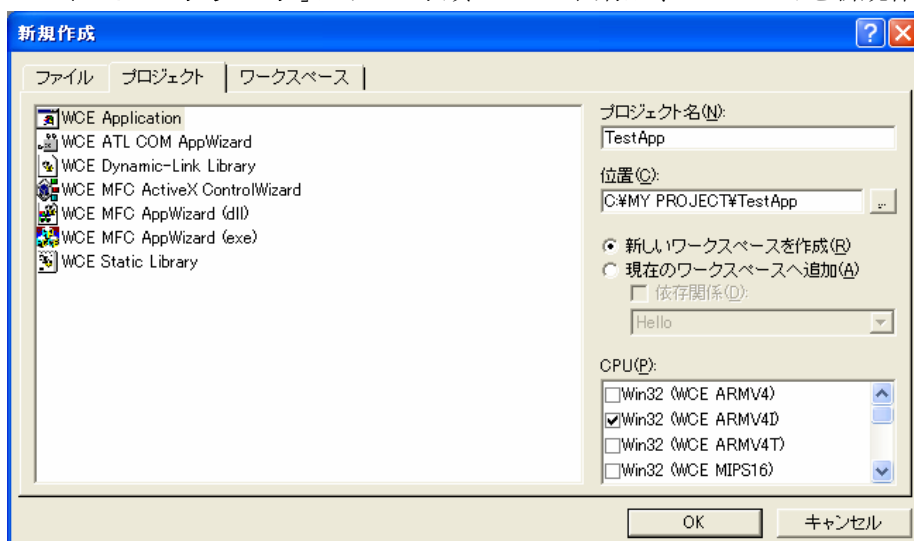 新規作成
ファイル プロジェクト ワークスペース
WCE Application
WCE ATL COM AppWizard
WCE Dynamic-Link Library
WCE MFC ActiveX ControlWizard
WCE MFC AppWizard (dll)
WCE MFC AppWizard (exe)
WCE Static Library
プロジェクト名(N):
TestApp
位置(C):
C:¥MY PROJECT¥TestApp
...
新しいワークスペースを作成(R)
現在のワークスペースへ追加(A)
依存関係(D):
Hello
CPU(P):
Win32 (WCE ARMV4)
Win32 (WCE ARMV4I)
Win32 (WCE ARMV4T)
Win32 (WCE MIPS16)
OK キャンセル